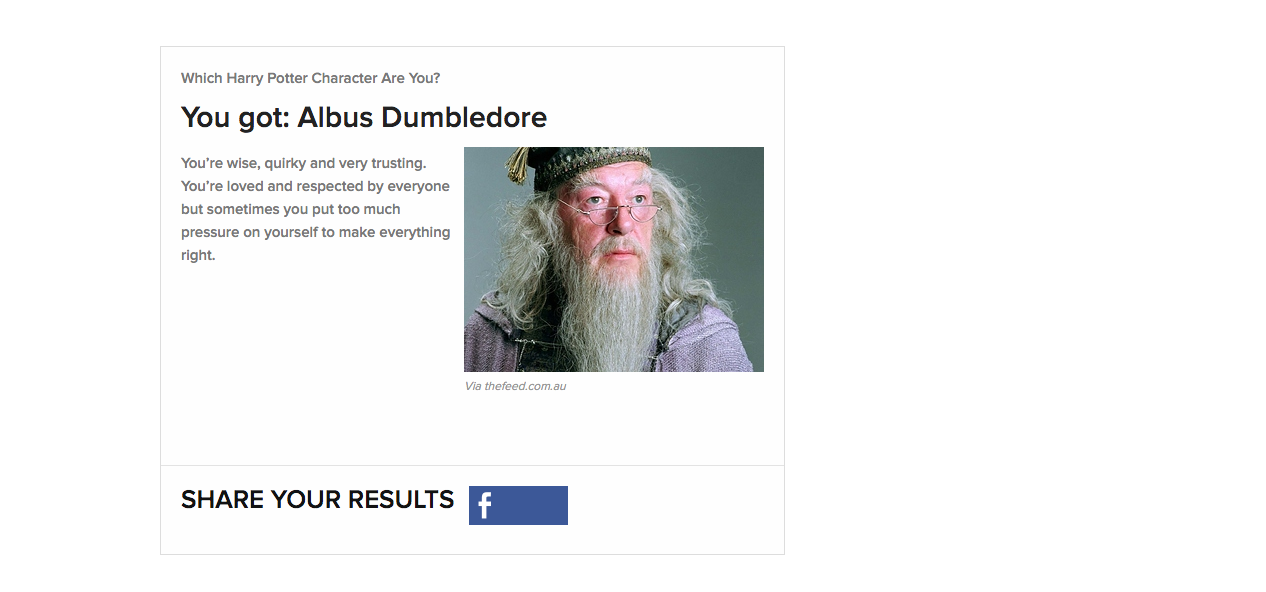 Which Harry Potter Character Are You?
You got: Albus Dumbledore
You’re wise, quirky and very trusting.
You’re loved and respected by everyone
but sometimes you put too much
pressure on yourself to make everything
right.
Via thefeed.com.au
SHARE YOUR RESULTS
f